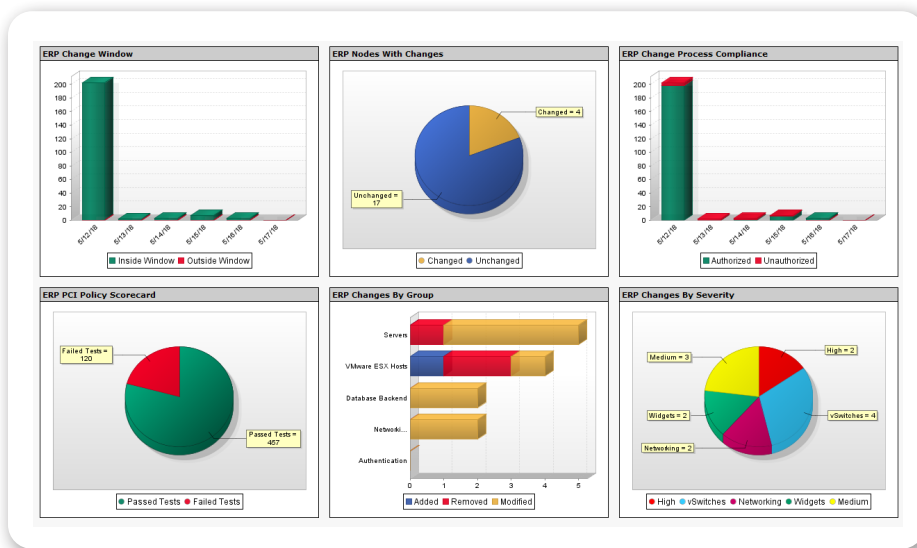 ERP Change Window
200
180
160
140
120
100
80
60
40
20
0
5/12/18
5/13/18
5/14/18
5/15/18
5/16/18
5/17/18
Inside Window
Outside Window
ERP Nodes With Changes
Changed = 4
Unchanged =
17
Changed
Unchanged
ERP Change Process Compliance
200
180
160
140
120
100
80
60
40
20
0
5/12/18
5/13/18
5/14/18
5/15/18
5/16/18
5/17/18
Authorized
Unauthorized
ERP PCI Policy Scorecard
Failed Tests =
120
Passed Tests =
467
Passed Tests
Failed Tests
ERP Changes By Group
Servers
VMware ESX Hosts
Database Backend
Networki...
Authentication
0 1 2 3 4 5
Added
Removed
Modified
ERP Changes By Severity
High = 2
Medium = 3
Widgets = 2
vSwitches = 4
Networking = 2
High
vSwitches
Networking
Widgets
Medium